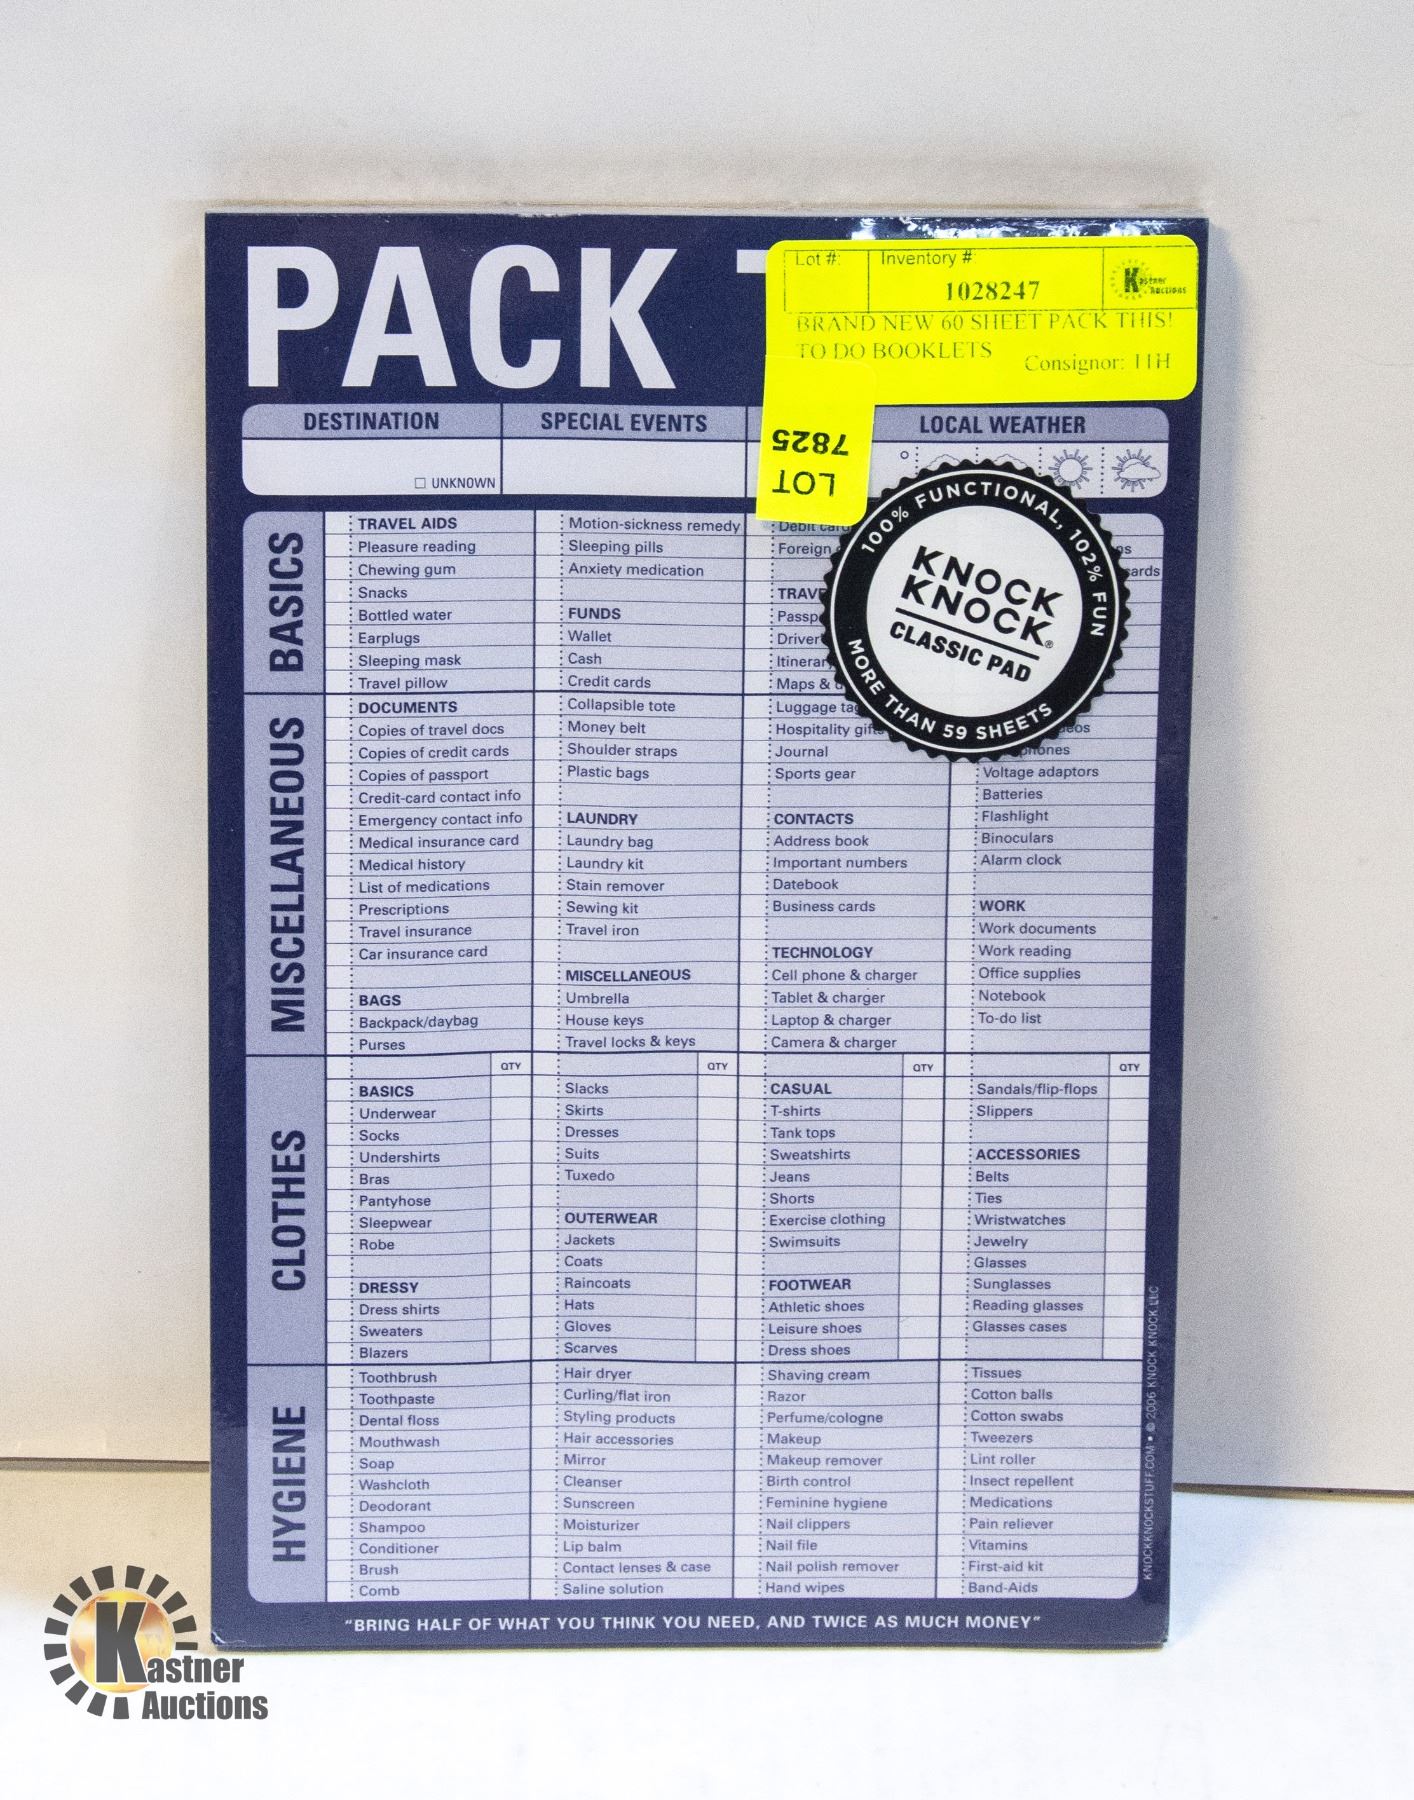 PACK T
Lot #: Inventory #
1028247
Kastner Auctions
BRAND NEW 60 SHEET PACK THIS!
TO DO BOOKLETS
Consignor: 11H
LOT
7825
DESTINATION SPECIAL EVENTS LOCAL WEATHER
UNKNOWN
100% FUNCTIONAL, 102% FUN
KNOCK
KNOCK®
CLASSIC PAD
MORE THAN 59 SHEETS
BASICS
TRAVEL AIDS
Pleasure reading
Chewing gum
Snacks
Bottled water
Earplugs
Sleeping mask
Travel pillow
Motion-sickness remedy
Sleeping pills
Anxiety medication
FUNDS
Wallet
Cash
Credit cards
Debit
Foreign
Itinerar
Maps &
MISCELLANEOUS
DOCUMENTS
Copies of travel docs
Copies of credit cards
Copies of passport
Credit-card contact info
Emergency contact info
Medical insurance card
Medical history
List of medications
Prescriptions
Travel insurance
Car insurance card
BAGS
Backpack/daybag
Purses
Collapsible tote
Money belt
Shoulder straps
Plastic bags
LAUNDRY
Laundry bag
Laundry kit
Stain remover
Sewing kit
Travel iron
MISCELLANEOUS
Umbrella
House keys
Travel locks & keys
Luggage
Hospitality
Journal
Sports gear
CONTACTS
Address book
Important numbers
Datebook
Business cards
TECHNOLOGY
Cell phone & charger
Tablet & charger
Laptop & charger
Camera & charger
Voltage adaptors
Batteries
Flashlight
Binoculars
Alarm clock
WORK
Work documents
Work reading
Office supplies
Notebook
To-do list
CLOTHES
QTY
BASICS
Underwear
Socks
Undershirts
Bras
Pantyhose
Sleepwear
Robe
DRESSY
Dress shirts
Sweaters
Blazers
QTY
Slacks
Skirts
Dresses
Suits
Tuxedo
OUTERWEAR
Jackets
Coats
Raincoats
Hats
Gloves
Scarves
QTY
CASUAL
T-shirts
Tank tops
Sweatshirts
Jeans
Shorts
Exercise clothing
Swimsuits
FOOTWEAR
Athletic shoes
Leisure shoes
Dress shoes
QTY
Sandals/flip-flops
Slippers
ACCESSORIES
Belts
Ties
Wristwatches
Jewelry
Glasses
Sunglasses
Reading glasses
Glasses cases
HYGIENE
Toothbrush
Toothpaste
Dental floss
Mouthwash
Soap
Washcloth
Deodorant
Shampoo
Conditioner
Brush
Comb
Hair dryer
Curling/flat iron
Styling products
Hair accessories
Mirror
Cleanser
Sunscreen
Moisturizer
Lip balm
Contact lenses & case
Saline solution
Shaving cream
Razor
Perfume/cologne
Makeup
Makeup remover
Birth control
Feminine hygiene
Nail clippers
Nail file
Nail polish remover
Hand wipes
Tissues
Cotton balls
Cotton swabs
Tweezers
Lint roller
Insect repellent
Medications
Pain reliever
Vitamins
First-aid kit
Band-Aids
KNOCKKNOCKSTUFF.COM • © 2006 KNOCK KNOCK LLC
"BRING HALF OF WHAT YOU THINK YOU NEED, AND TWICE AS MUCH MONEY"
Kastner
Auctions